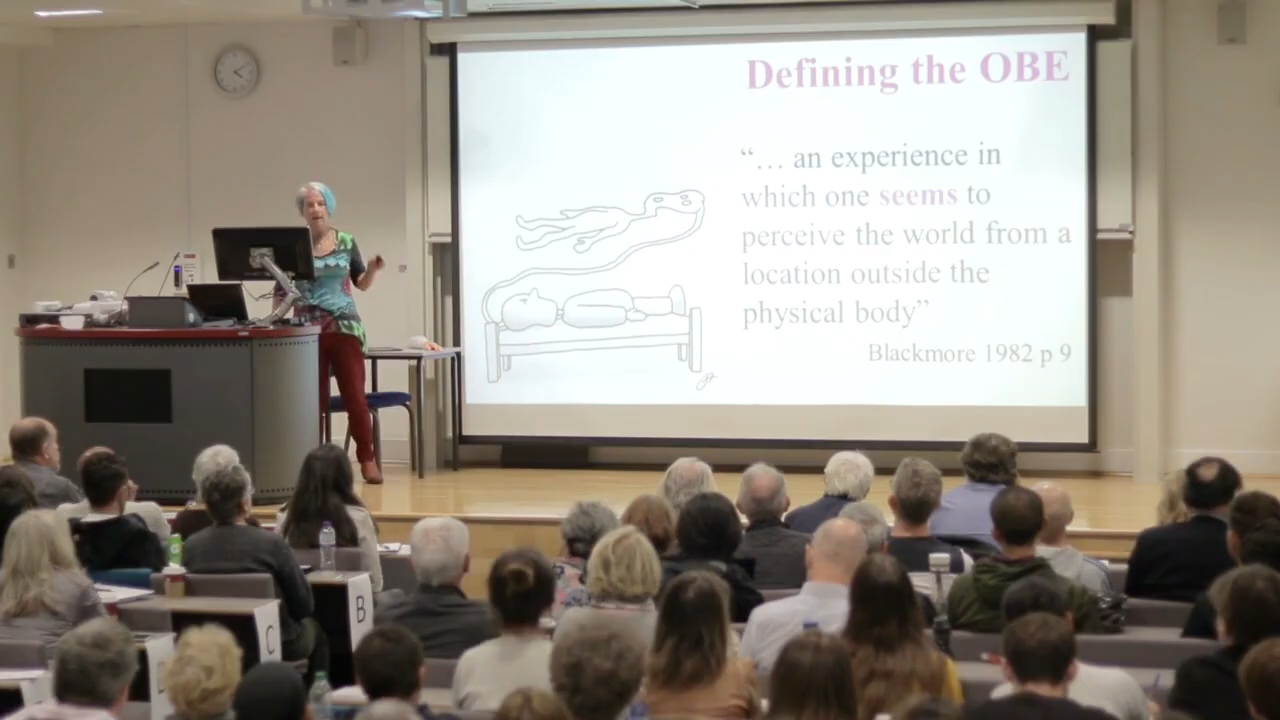 Defining the OBE
“… an experience in
which one seems to
perceive the world from a
location outside the
physical body”
Blackmore 1982 p 9
B
C